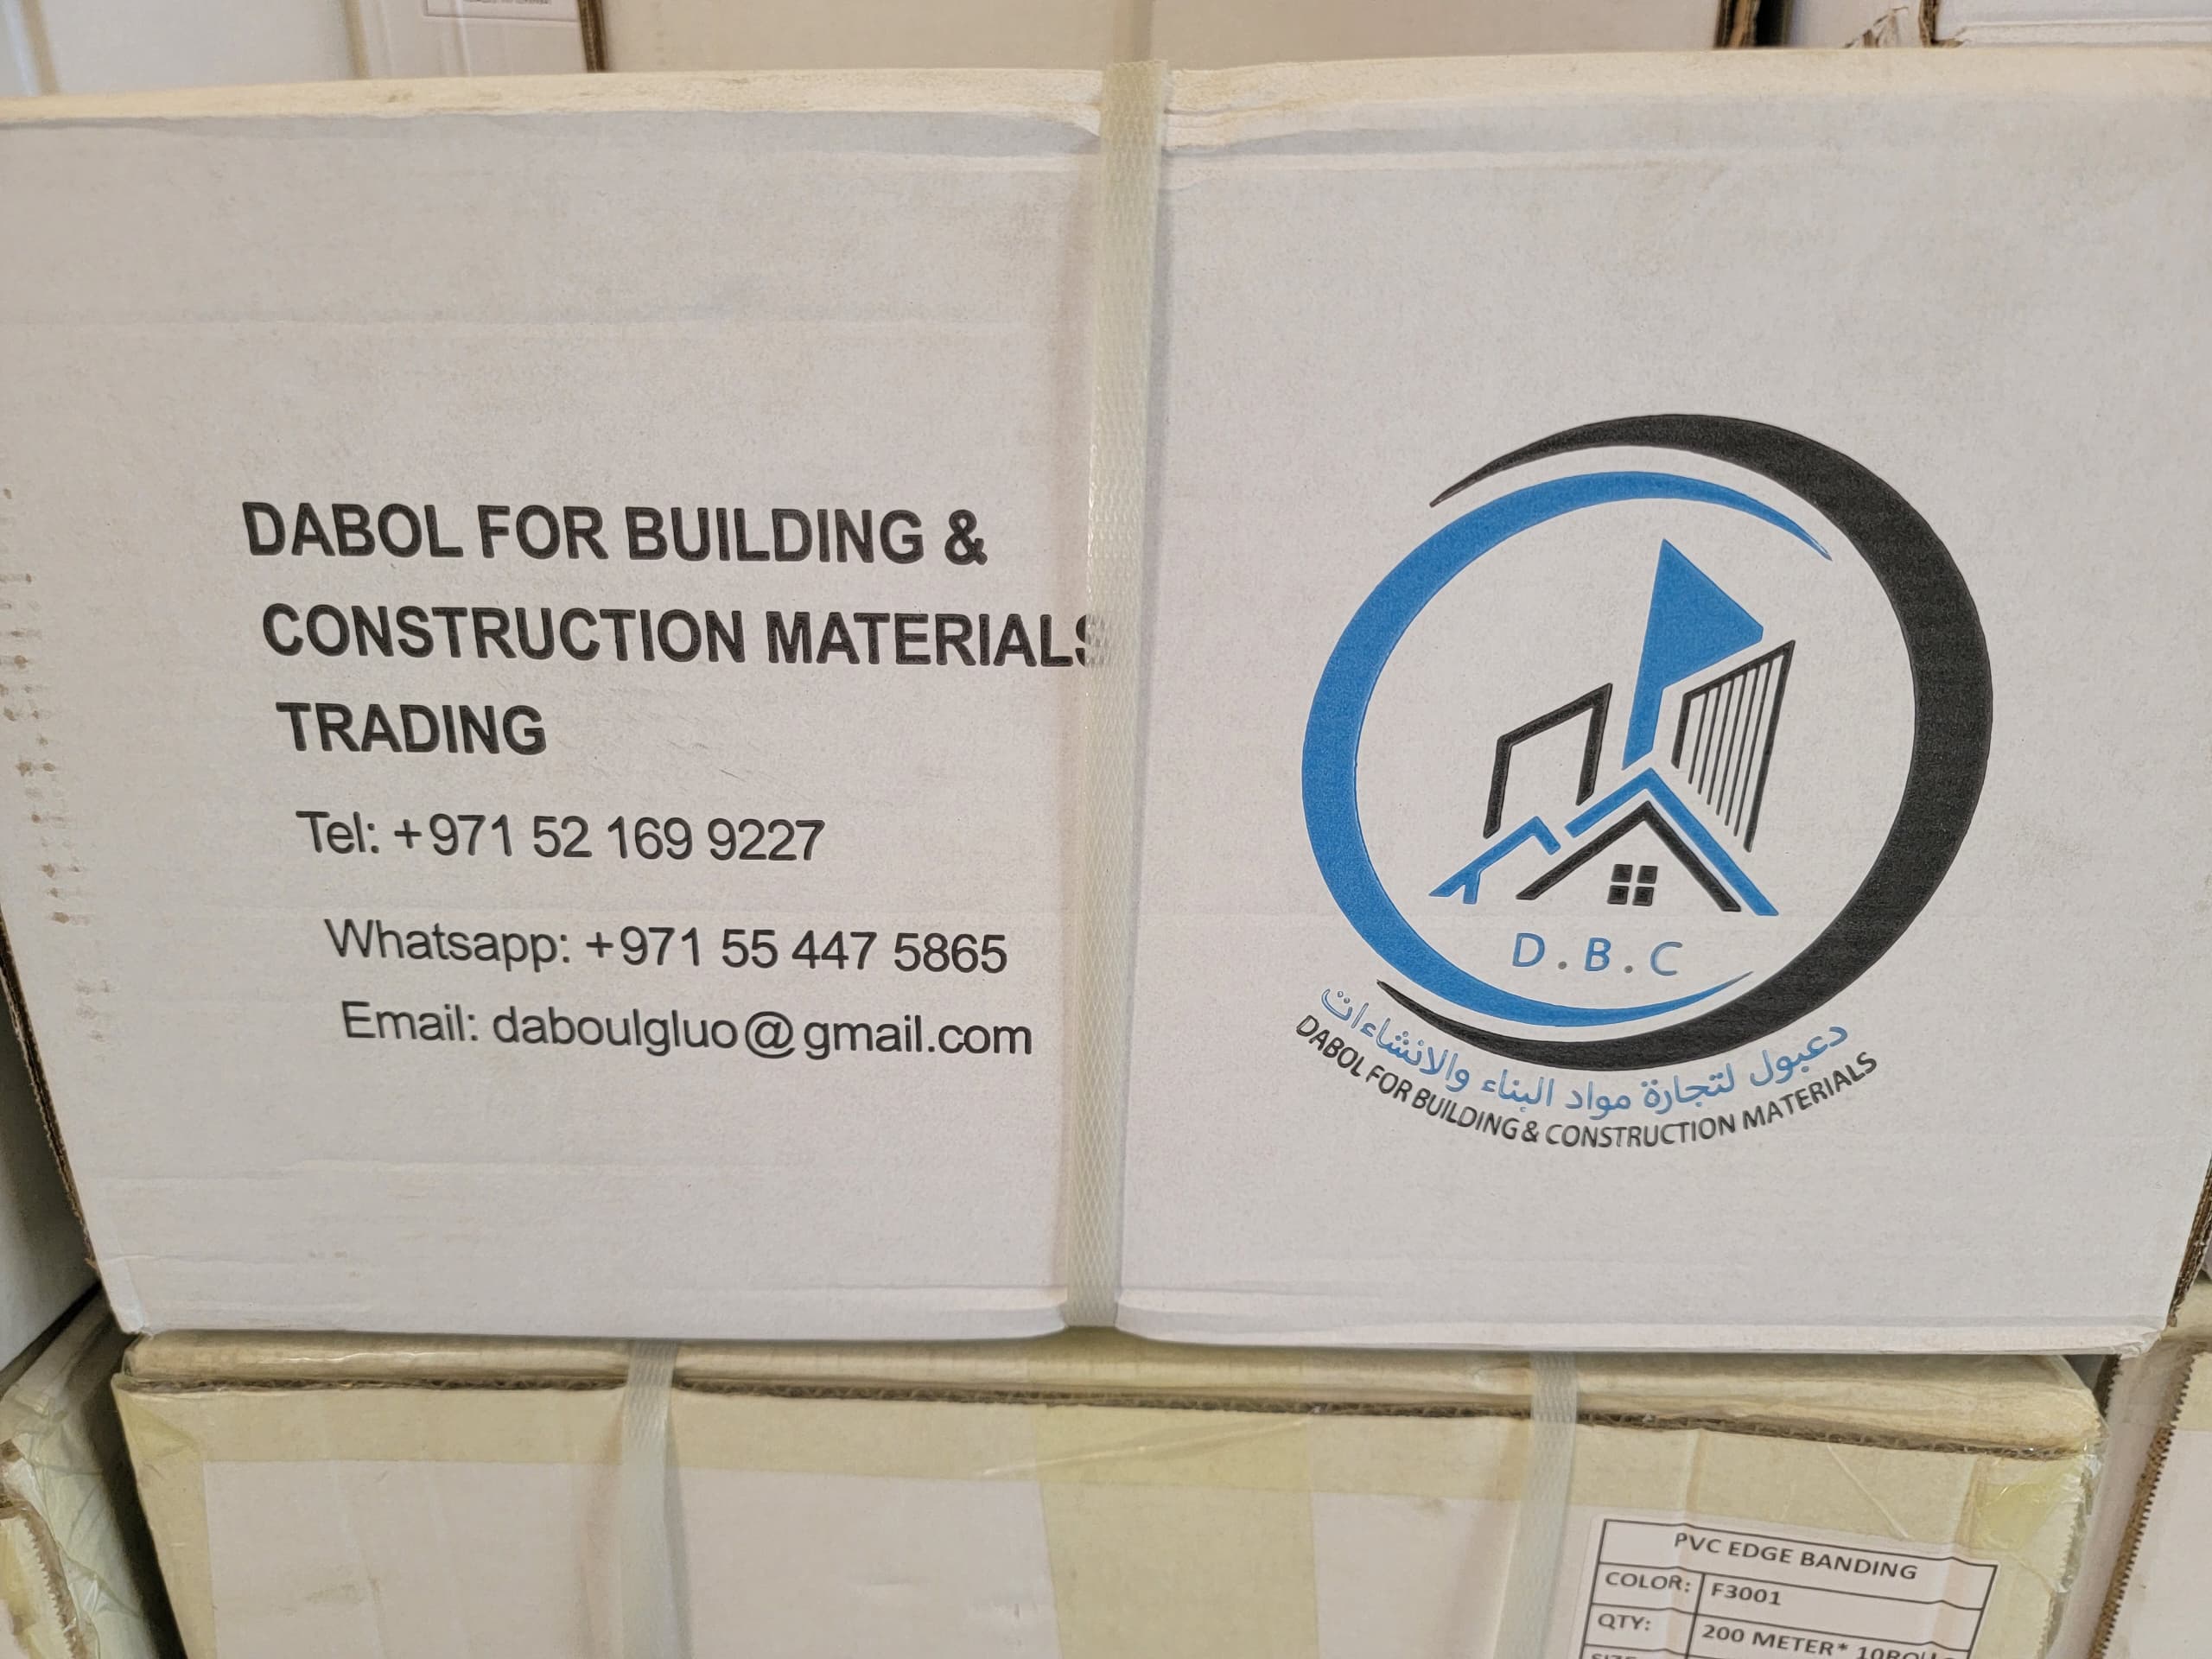 DABOL FOR BUILDING &
CONSTRUCTION MATERIALS
TRADING
Tel: +971 52 169 9227
Whatsapp: +971 55 447 5865
Email: daboulgluo@gmail.com
D.B.C
دعبول لتجارة مواد البناء والانشاءات
DABOL FOR BUILDING & CONSTRUCTION MATERIALS
PVC EDGE BANDING
COLOR: F3001
QTY: 200 METER*